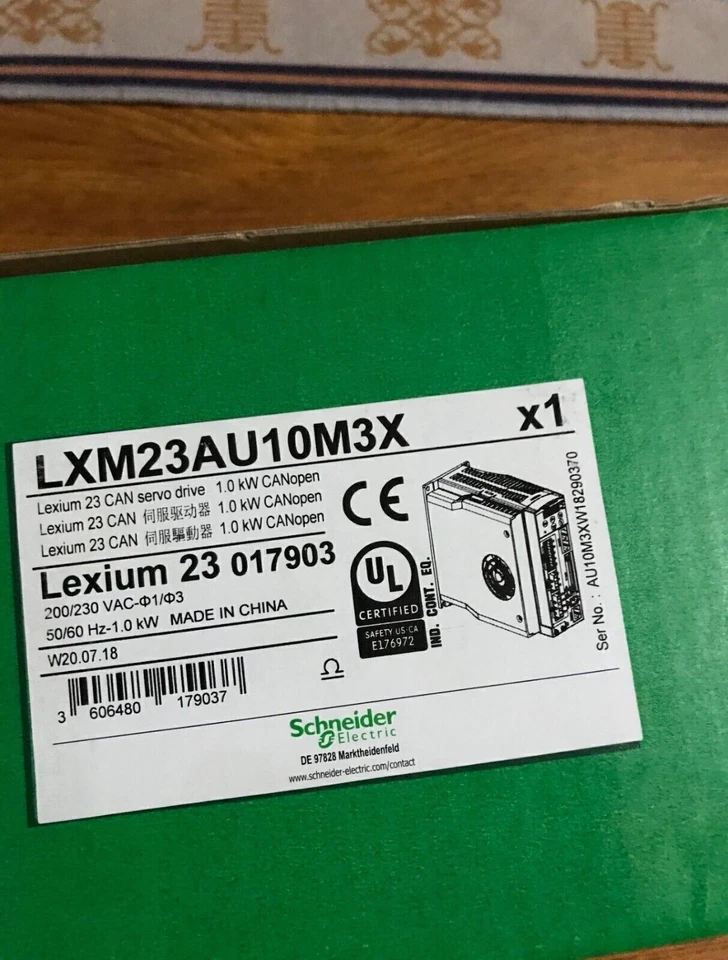 LXM23AU10M3X
x1
Lexium 23 CAN servo drive 1.0 kW CANopen
Lexium 23 CAN 伺服驱动器 1.0 kW CANopen
Lexium 23 CAN 伺服驅動器 1.0 kW CANopen
Lexium 23 017903
200/230 VAC-Φ1/Φ3
50/60 Hz-1.0 kW MADE IN CHINA
W20.07.18
3 606480 179037
CE
UL
CERTIFIED
SAFETY US-CA
E176972
IND. CONT. EQ.
Ser No.: AU10M3XW18290370
Ω
Schneider
Electric
DE 97828 Marktheidenfeld
www.schneider-electric.com/contact